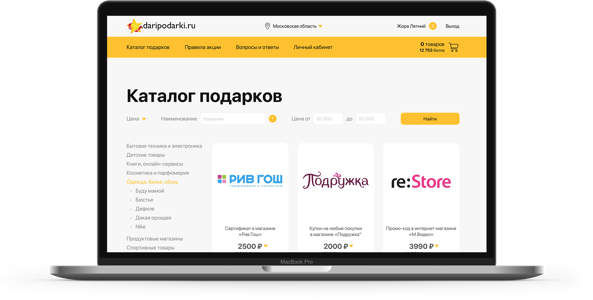 daripodarki.ru
Московская область
Жора Летний
Выход
Каталог подарков
Правила акции
Вопросы и ответы
Личный кабинет
0 товаров
12 753 балла
Каталог подарков
Цена
Наименование
Название
Цена от
50 000
до
50 000
Найти
Бытовая техника и электроника
Детские товары
Книги, онлайн-сервисы
Косметика и парфюмерия
Одежда, белье, обувь
Буду мамой
Бюстье
Дефиле
Дикая орхидея
Nike
Продуктовые магазины
Спортивные товары
РИВ ГОШ
Сертификат в магазине
«Рив Гош»
2500 ₽
Подружка
Купон на любые покупки
в магазине "Подружка"
2000 ₽
re:Store
Промо-код в интернет-магазине
«М.Видео»
3990 ₽
MacBook Pro